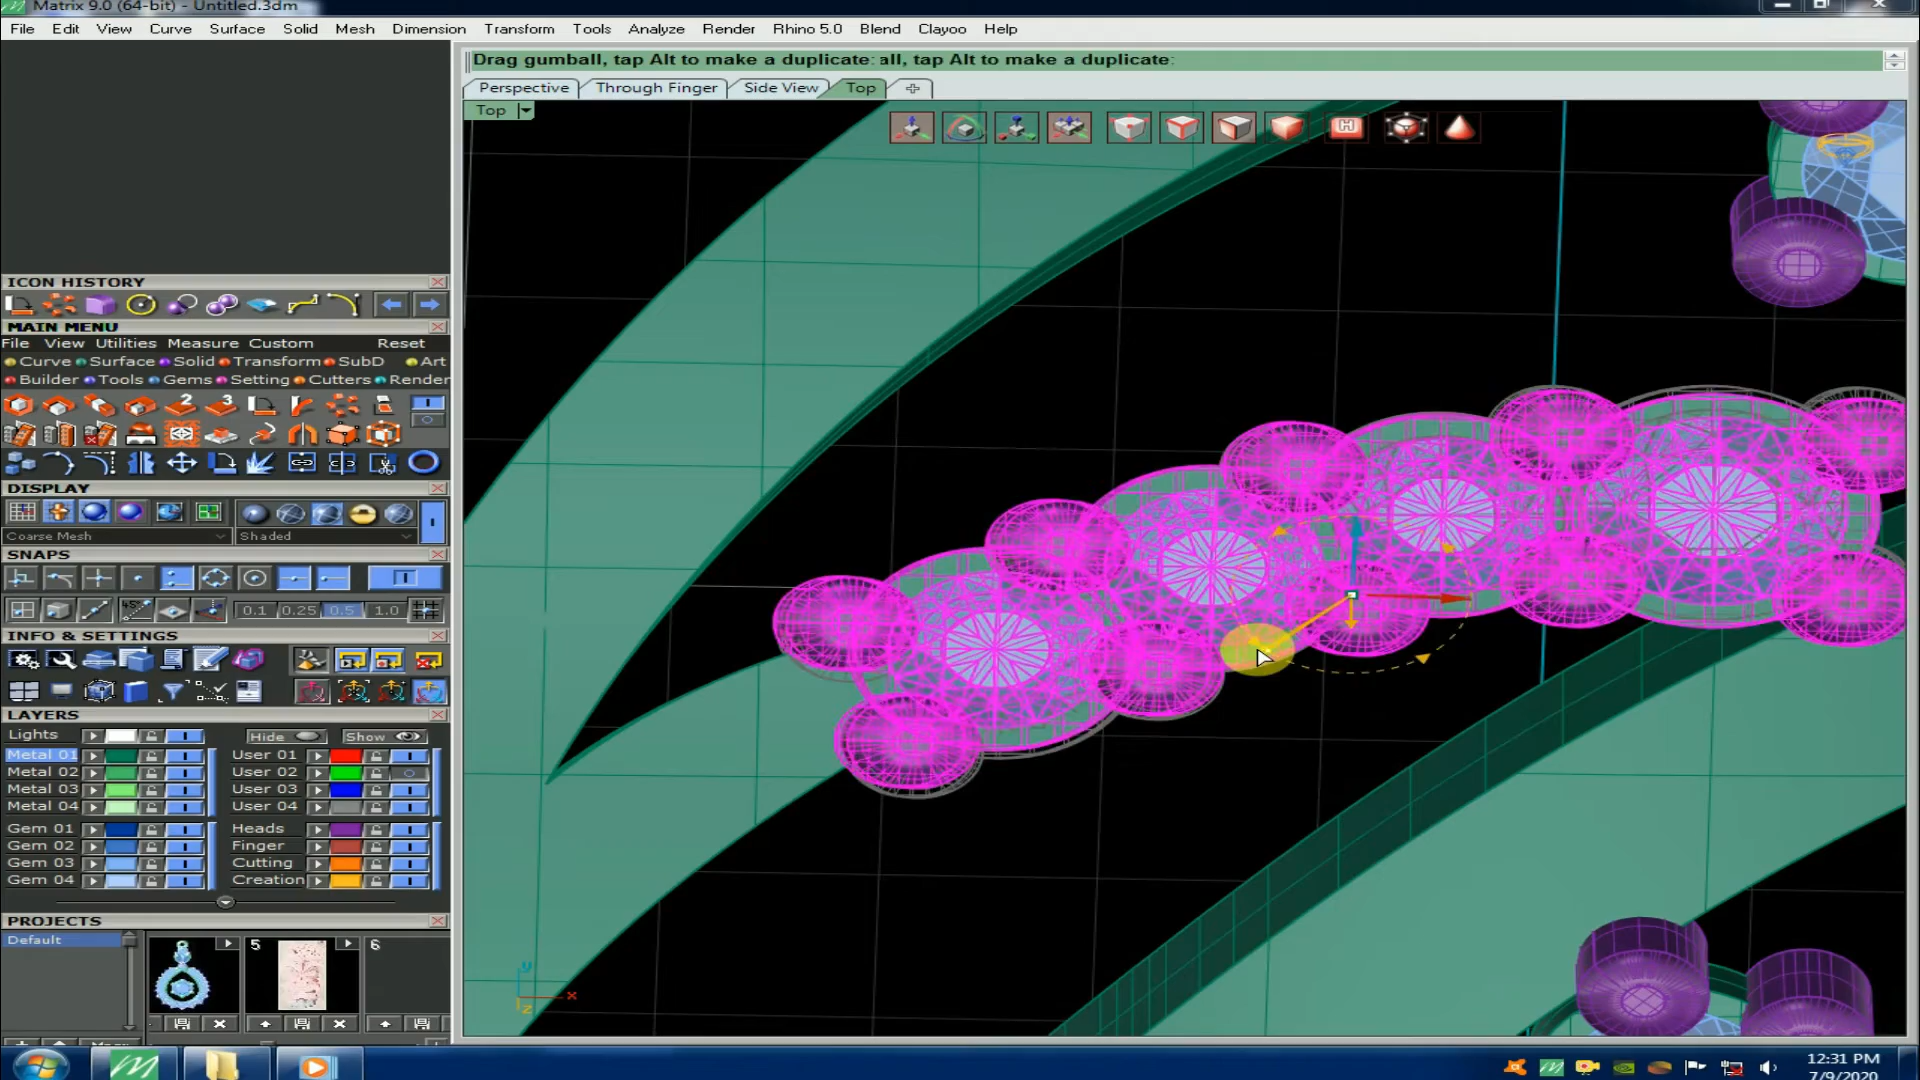 Matrix 9.0 (64-bit) - Untitled.3dm
File Edit View Curve Surface Solid Mesh Dimension Transform Tools Analyze Render Rhino 5.0 Blend Clayoo Help
Drag gumball, tap Alt to make a duplicate: all, tap Alt to make a duplicate:
Perspective Through Finger Side View Top
Top
ICON HISTORY
MAIN MENU
File View Utilities Measure Custom Reset
Curve Surface Solid Transform SubD Art
Builder Tools Gems Setting Cutters Render
2 3
DISPLAY
Coarse Mesh Shaded
SNAPS
45° 0.1 0.25 0.5 1.0
INFO & SETTINGS
LAYERS
Lights Hide Show
Metal 01 User 01
Metal 02 User 02
Metal 03 User 03
Metal 04 User 04
Gem 01 Heads
Gem 02 Finger
Gem 03 Cutting
Gem 04 Creation
PROJECTS
Default 5 6
H
y
x
z
12:31 PM
7/9/2020